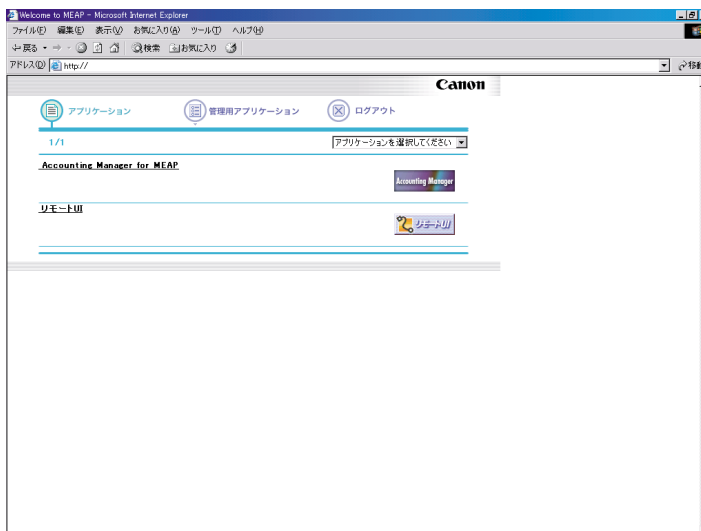 Welcome to MEAP - Microsoft Internet Explorer
ファイル(F) 編集(E) 表示(V) お気に入り(A) ツール(T) ヘルプ(H)
戻る 検索 お気に入り
アドレス(D) http:// 移動
Canon
アプリケーション 管理用アプリケーション ログアウト
1/1 アプリケーションを選択してください
Accounting Manager for MEAP
Accounting Manager
リモートUI
リモートUI